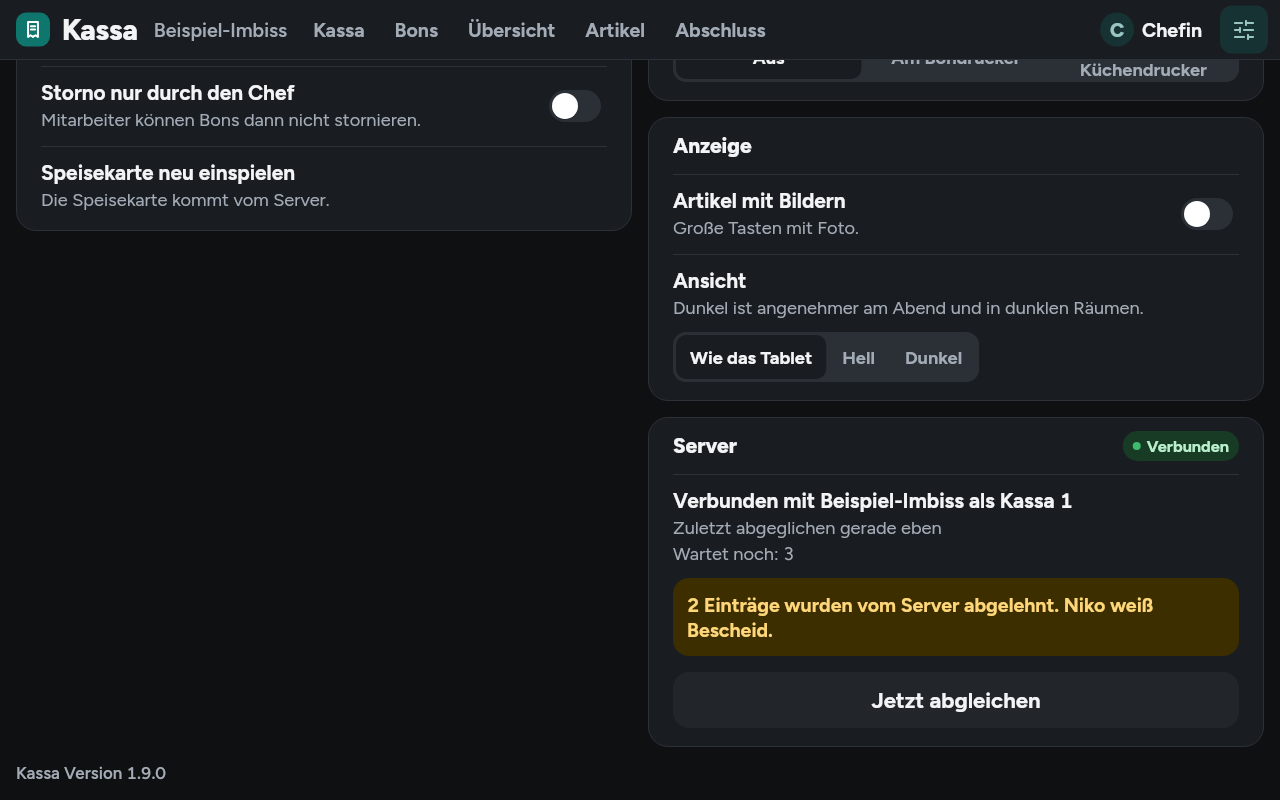 Kassa Beispiel-Imbiss Kassa Bons Übersicht Artikel Abschluss C Chefin
Storno nur durch den Chef
Mitarbeiter können Bons dann nicht stornieren.
Speisekarte neu einspielen
Die Speisekarte kommt vom Server.
Aus Am Bondrucker
Küchendrucker
Anzeige
Artikel mit Bildern
Große Tasten mit Foto.
Ansicht
Dunkel ist angenehmer am Abend und in dunklen Räumen.
Wie das Tablet Hell Dunkel
Server Verbunden
Verbunden mit Beispiel-Imbiss als Kassa 1
Zuletzt abgeglichen gerade eben
Wartet noch: 3
2 Einträge wurden vom Server abgelehnt. Niko weiß
Bescheid.
Jetzt abgleichen
Kassa Version 1.9.0